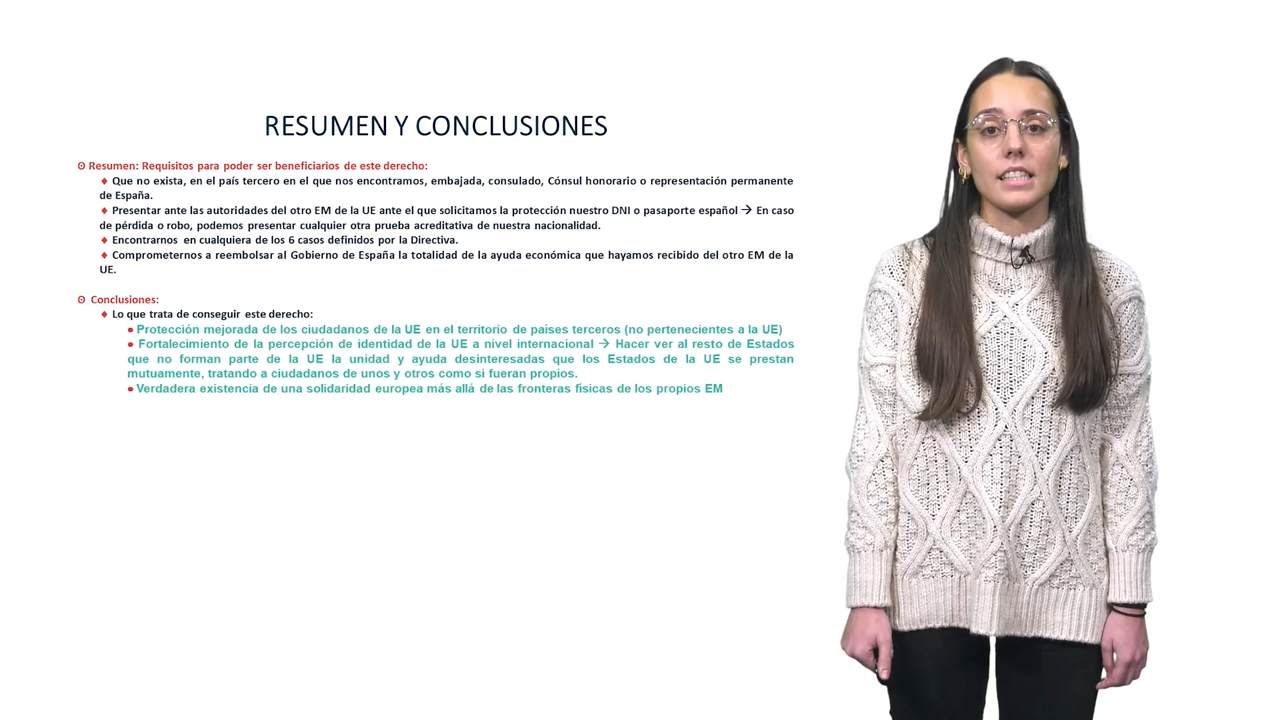 RESUMEN Y CONCLUSIONES
ʘ Resumen: Requisitos para poder ser beneficiarios de este derecho:
♦ Que no exista, en el país tercero en el que nos encontramos, embajada, consulado, Cónsul honorario o representación permanente
de España.
♦ Presentar ante las autoridades del otro EM de la UE ante el que solicitamos la protección nuestro DNI o pasaporte español → En caso
de pérdida o robo, podemos presentar cualquier otra prueba acreditativa de nuestra nacionalidad.
♦ Encontrarnos en cualquiera de los 6 casos definidos por la Directiva.
♦ Comprometernos a reembolsar al Gobierno de España la totalidad de la ayuda económica que hayamos recibido del otro EM de la
UE.
ʘ Conclusiones:
♦ Lo que trata de conseguir este derecho:
● Protección mejorada de los ciudadanos de la UE en el territorio de países terceros (no pertenecientes a la UE)
● Fortalecimiento de la percepción de identidad de la UE a nivel internacional → Hacer ver al resto de Estados
que no forman parte de la UE la unidad y ayuda desinteresadas que los Estados de la UE se prestan
mutuamente, tratando a ciudadanos de unos y otros como si fueran propios.
● Verdadera existencia de una solidaridad europea más allá de las fronteras físicas de los propios EM